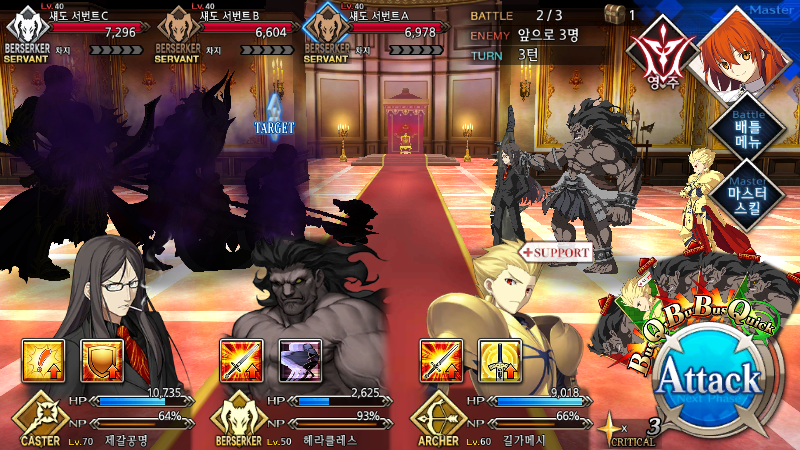 Lv.40
섀도 서번트C
7,296
BERSERKER
SERVANT
차지
Lv.40
섀도 서번트B
6,604
BERSERKER
SERVANT
차지
Lv.40
섀도 서번트A
6,978
BERSERKER
SERVANT
차지
BATTLE 2/3
ENEMY 앞으로 3명
TURN 3턴
1
Master
영주
Battle
배틀
메뉴
Master
마스터
스킬
TARGET
+SUPPORT
Bu Q Bu Bus Quick
Attack
Next Phase
HP 10,735
NP 64%
CASTER Lv.70 제갈공명
HP 2,625
NP 93%
BERSERKER Lv.50 헤라클레스
HP 9,018
NP 66%
ARCHER Lv.60 길가메시
x 3
CRITICAL